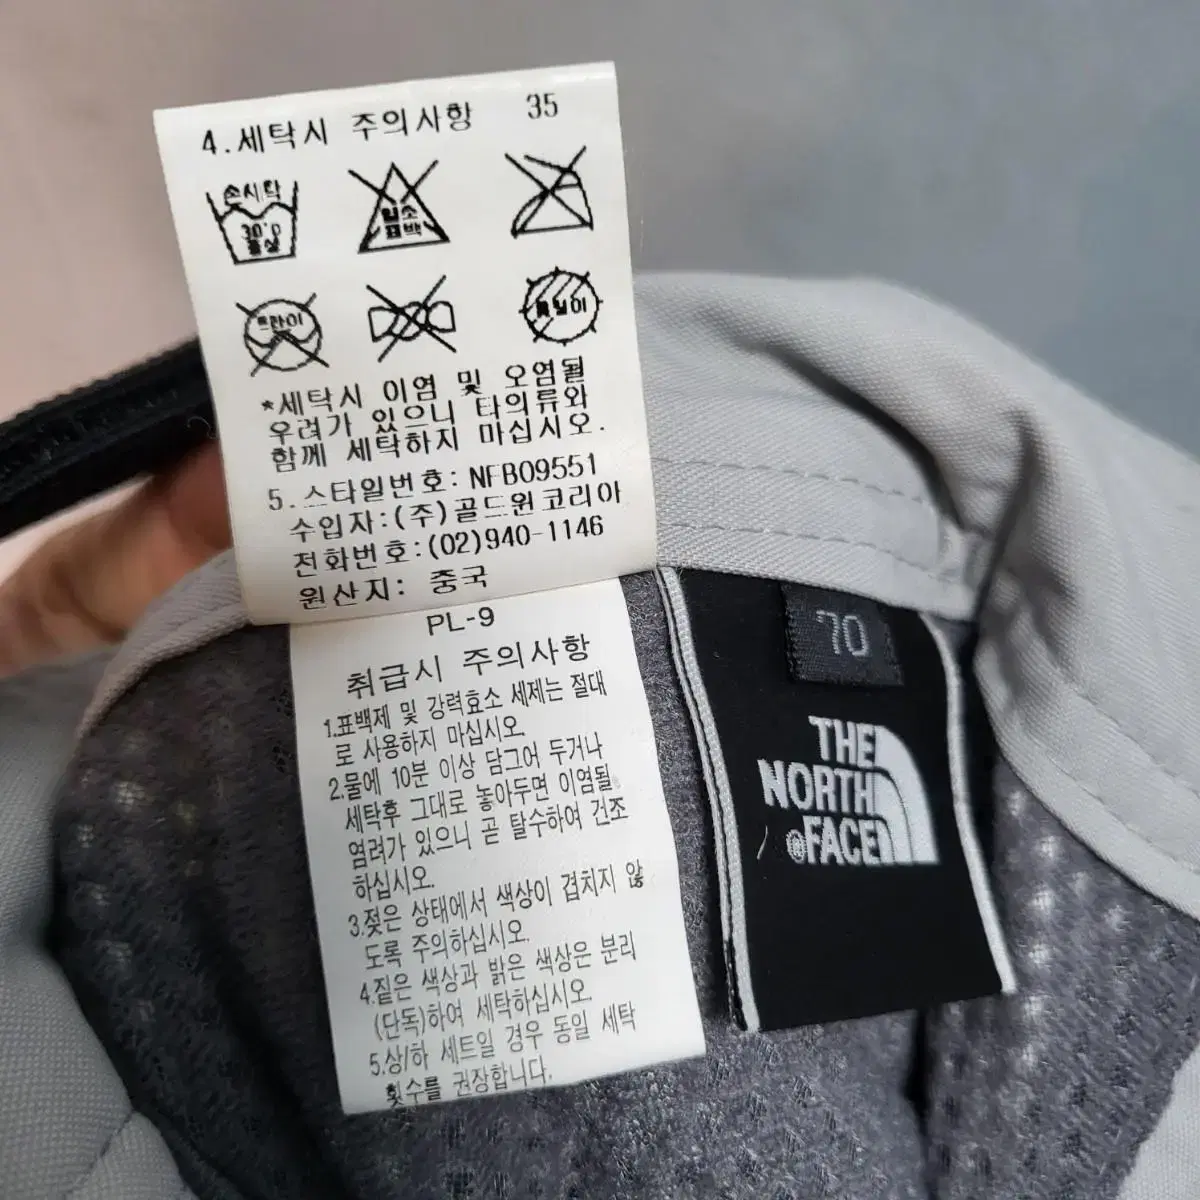 4.세탁시 주의사항 35
손세탁
30°C
중성
염소
표백
드라이
뉘일이
*세탁시 이염 및 오염될
우려가 있으니 타의류와
함께 세탁하지 마십시오.
5.스타일번호:NFB09551
수입자:(주)골드윈코리아
전화번호:(02)940-1146
원산지: 중국
PL-9
취급시 주의사항
1.표백제 및 강력효소 세제는 절대
로 사용하지 마십시오.
2.물에 10분 이상 담그어 두거나
세탁후 그대로 놓아두면 이염될
염려가 있으니 곧 탈수하여 건조
하십시오.
3.젖은 상태에서 색상이 겹치지 않
도록 주의하십시오.
4.짙은 색상과 밝은 색상은 분리
(단독)하여 세탁하십시오.
5.상/하 세트일 경우 동일 세탁
횟수를 권장합니다.
70
THE
NORTH
®FACE